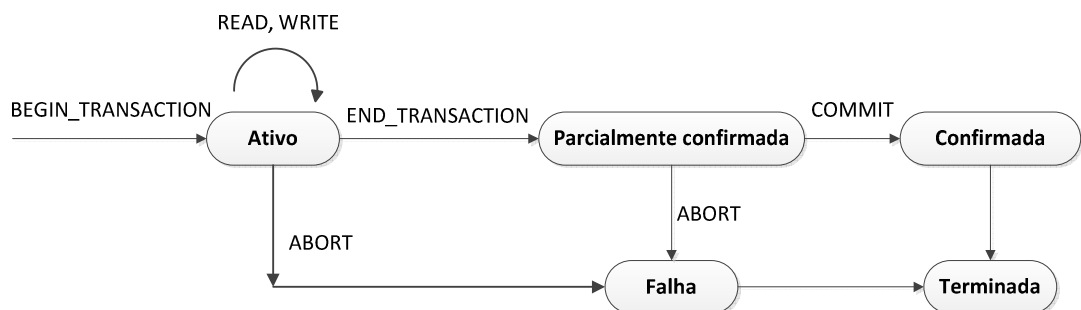 READ, WRITE
BEGIN_TRANSACTION
Ativo
END_TRANSACTION
Parcialmente confirmada
COMMIT
Confirmada
ABORT
ABORT
Falha
Terminada